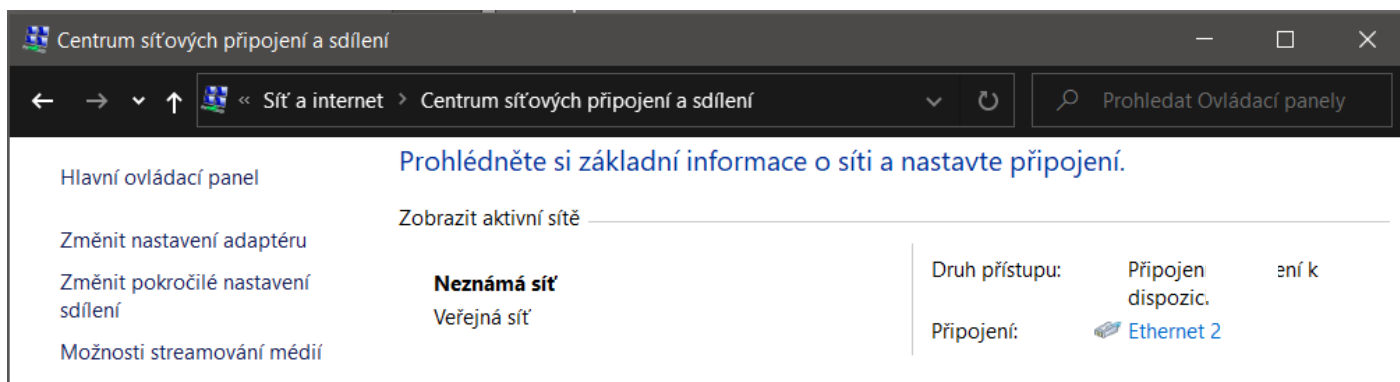 Centrum síťových připojení a sdílení
« Síť a internet > Centrum síťových připojení a sdílení
Prohledat Ovládací panely
Hlavní ovládací panel
Změnit nastavení adaptéru
Změnit pokročilé nastavení
sdílení
Možnosti streamování médií
Prohlédněte si základní informace o síti a nastavte připojení.
Zobrazit aktivní sítě
Neznámá síť
Veřejná síť
Druh přístupu:
k
Připojení:
Ethernet 2